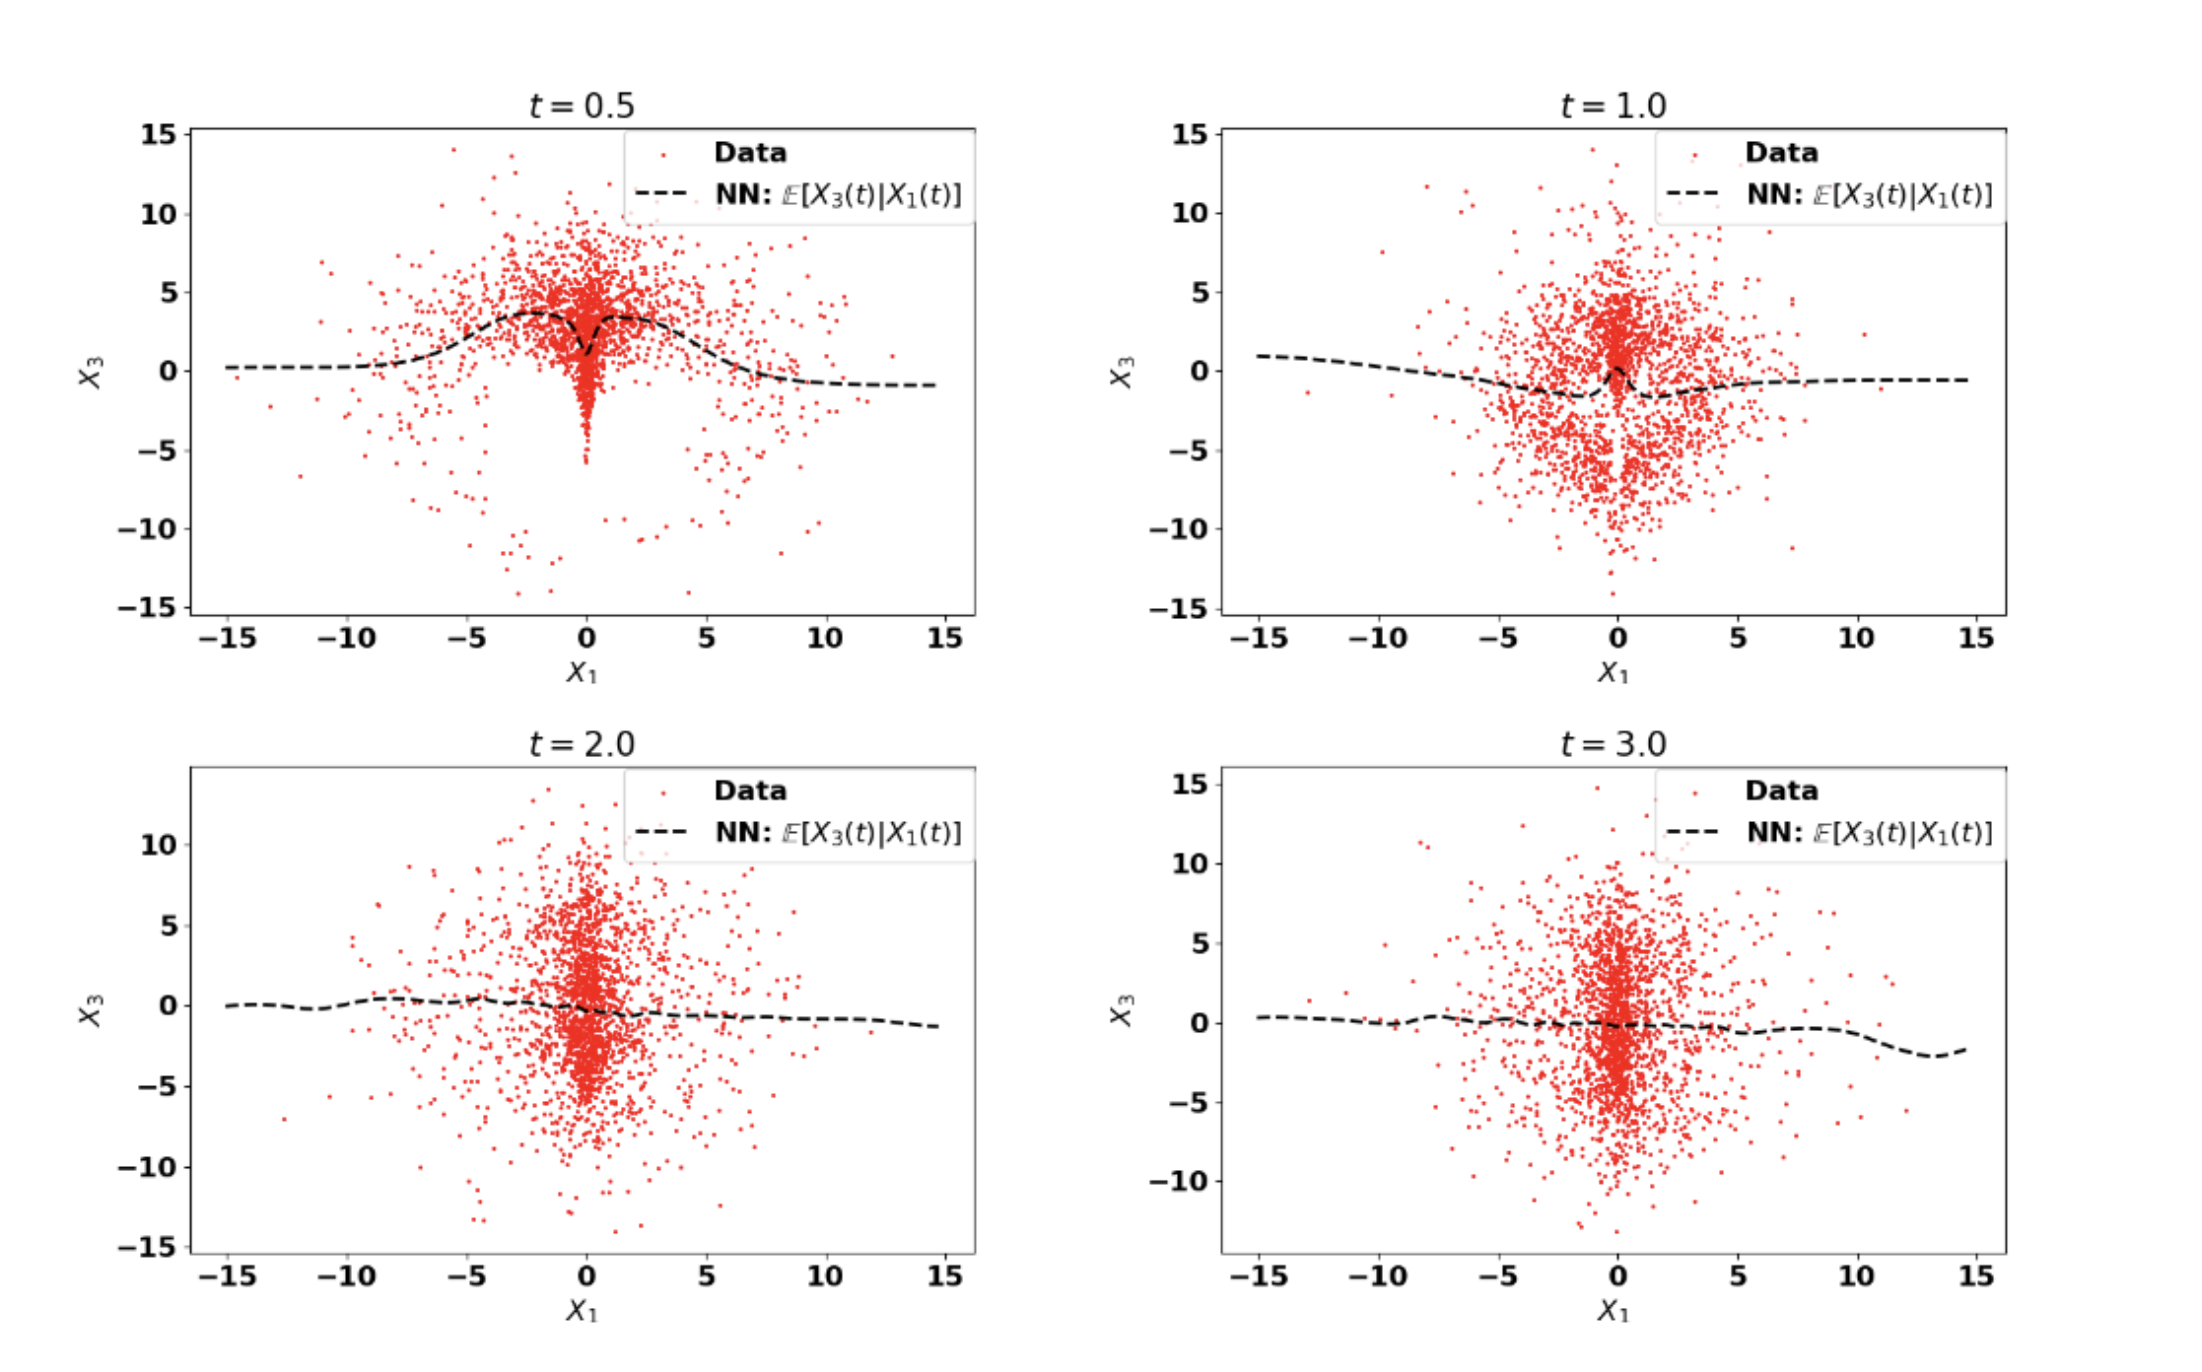 t = 0.5
15
10
5
0
−5
−10
−15
X₃
Data
NN: 𝔼[X₃(t)|X₁(t)]
−15 −10 −5 0 5 10 15
X₁
t = 1.0
15
10
5
0
−5
−10
−15
X₃
Data
NN: 𝔼[X₃(t)|X₁(t)]
−15 −10 −5 0 5 10 15
X₁
t = 2.0
10
5
0
−5
−10
−15
X₃
Data
NN: 𝔼[X₃(t)|X₁(t)]
−15 −10 −5 0 5 10 15
X₁
t = 3.0
15
10
5
0
−5
−10
X₃
Data
NN: 𝔼[X₃(t)|X₁(t)]
−15 −10 −5 0 5 10 15
X₁